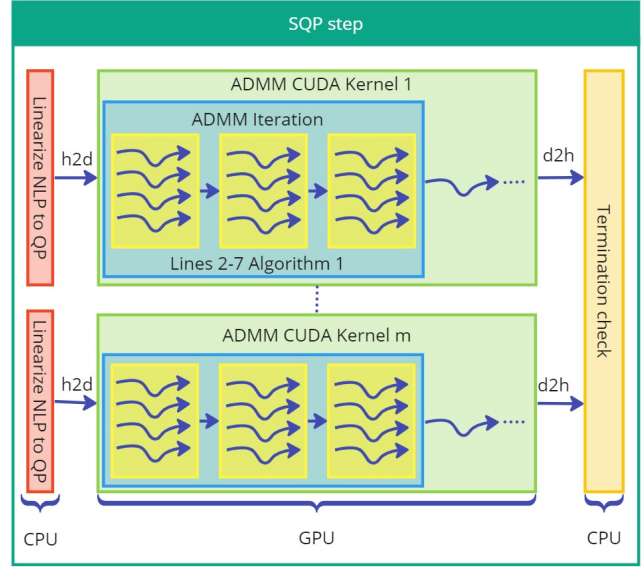 SQP step
Linearize NLP to QP
h2d
ADMM CUDA Kernel 1
ADMM Iteration
Lines 2-7 Algorithm 1
d2h
Termination check
Linearize NLP to QP
h2d
ADMM CUDA Kernel m
d2h
CPU
GPU
CPU